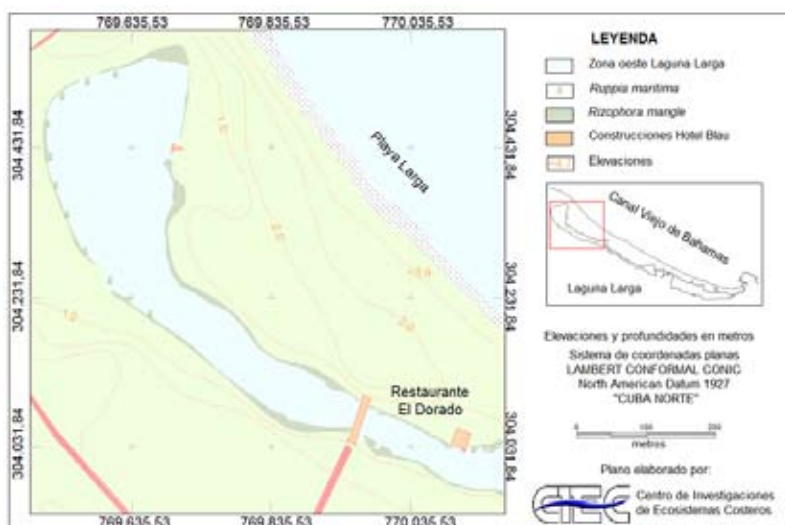 769.635,53 769.835,53 770.035,53
304.431,84
304.231,84
304.031,84
304.431,84
304.231,84
304.031,84
Playa Larga
Restaurante
El Dorado
769.635,53 769.835,53 770.035,53
LEYENDA
Zona oeste Laguna Larga
Ruppia maritima
Rizophora mangle
Construcciones Hotel Blau
Elevaciones
Canal Viejo de Bahamas
Laguna Larga
Elevaciones y profundidades en metros
Sistema de coordenadas planas
LAMBERT CONFORMAL CONIC
North American Datum 1927
"CUBA NORTE"
0 100 200
metros
Plano elaborado por:
CIEC
Centro de Investigaciones
de Ecosistemas Costeros